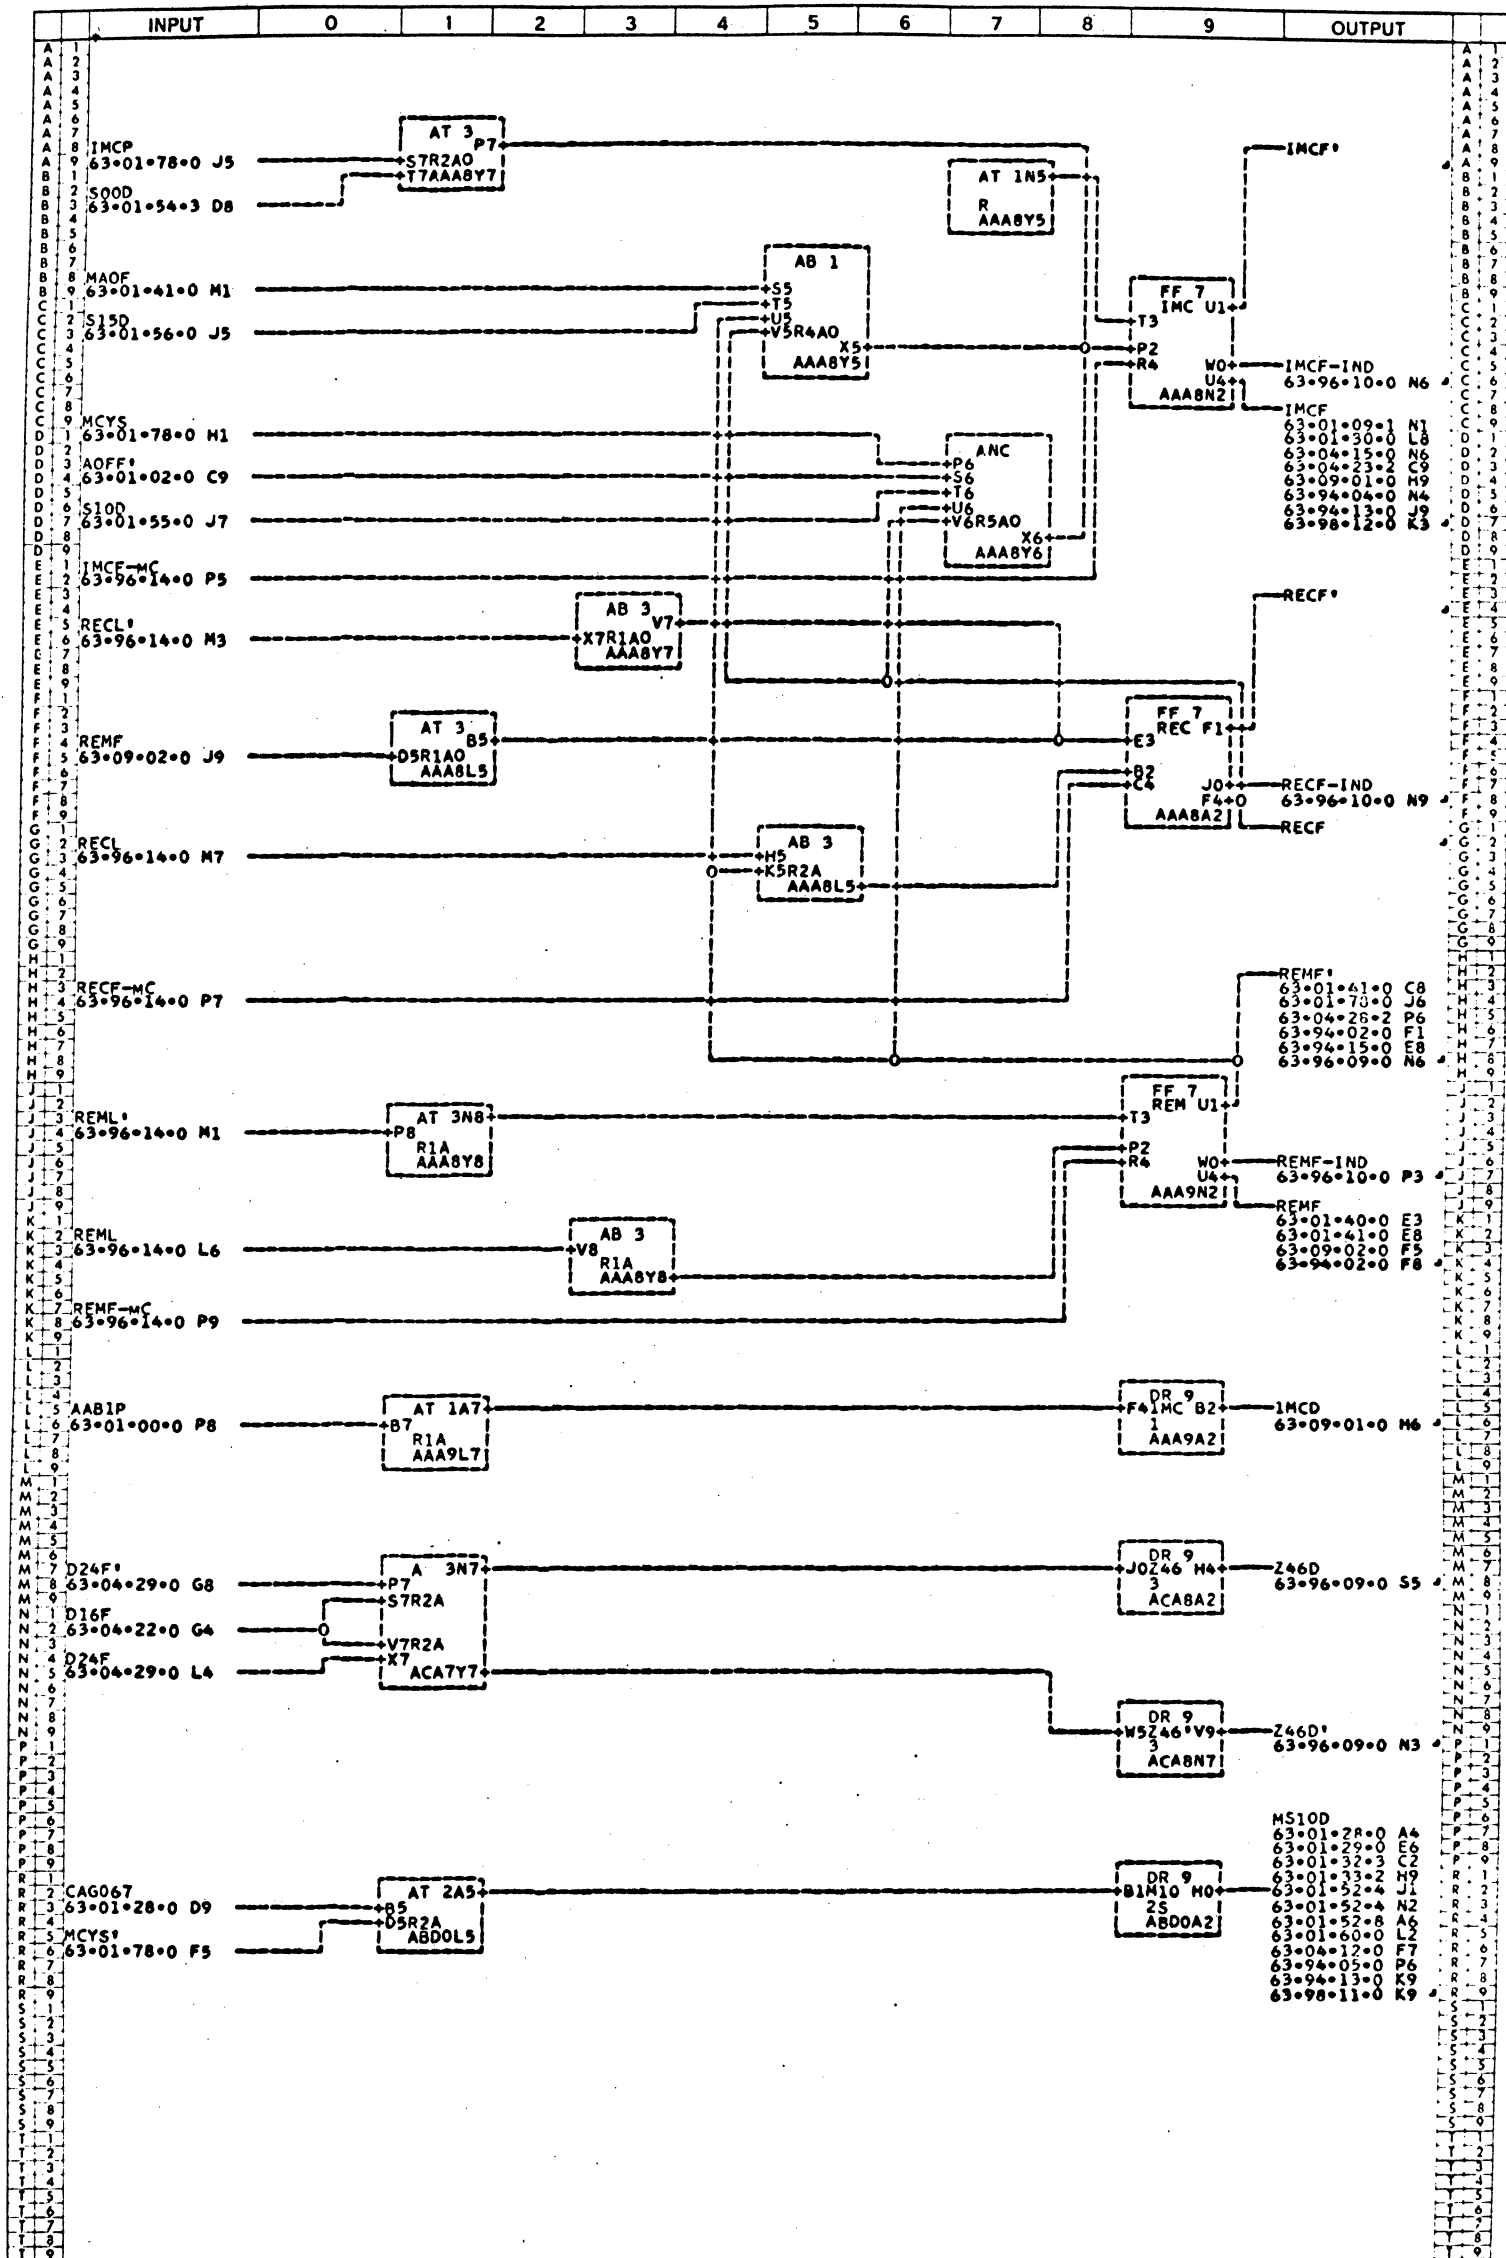 INPUT 0 1 2 3 4 5 6 7 8 9 OUTPUT
IMCP
63•01•78•0 J5
S00D
63•01•54•3 D8
AT 3
P7
S7R2AO
T7AAA8Y7
AT 1N5
R
AAA8Y5
IMCF'
MAOF
63•01•41•0 M1
S15D
63•01•56•0 J5
AB 1
S5
T5
U5
V5R4AO
X5
AAA8Y5
FF 7
IMC U1
T3
P2
R4
W0
U4
AAA8N2
IMCF-IND
63•96•10•0 N6
IMCF
63•01•09•1 N1
63•01•30•0 L8
63•04•15•0 N6
63•04•23•2 C9
63•09•01•0 H9
63•94•04•0 N4
63•94•13•0 J9
63•98•12•0 K3
MCYS
63•01•78•0 H1
AOFF'
63•01•02•0 C9
S10D
63•01•55•0 J7
ANC
P6
S6
T6
U6
V6R5AO
X6
AAA8Y6
IMCF-MC
63•96•14•0 P5
RECL'
63•96•14•0 M3
AB 3
V7
X7R1AO
AAA8Y7
RECF'
REMF
63•09•02•0 J9
AT 3
B5
D5R1AO
AAA8L5
FF 7
REC F1
E3
B2
C4
J0
F4
AAA8A2
RECF-IND
63•96•10•0 N9
RECF
RECL
63•96•14•0 M7
AB 3
H5
K5R2A
AAA8L5
RECF-MC
63•96•14•0 P7
REMF'
63•01•41•0 C8
63•01•78•0 J6
63•04•28•2 P6
63•94•02•0 F1
63•94•15•0 E8
63•96•09•0 N6
REML'
63•96•14•0 M1
AT 3N8
P8
R1A
AAA8Y8
FF 7
REM U1
T3
P2
R4
W0
U4
AAA9N2
REMF-IND
63•96•10•0 P3
REMF
63•01•40•0 E3
63•01•41•0 E8
63•09•02•0 F5
63•94•02•0 F8
REML
63•96•14•0 L6
AB 3
V8
R1A
AAA8Y8
REMF-MC
63•96•14•0 P9
AAB1P
63•01•00•0 P8
AT 1A7
B7
R1A
AAA9L7
DR 9
F41MC B2
1
AAA9A2
1MCD
63•09•01•0 M6
D24F'
63•04•29•0 G8
D16F
63•04•22•0 G4
D24F
63•04•29•0 L4
A 3N7
P7
S7R2A
V7R2A
X7
ACA7Y7
DR 9
J0Z46 H4
3
ACA8A2
Z46D
63•96•09•0 S5
DR 9
W5Z46'V9
3
ACA8N7
Z46D'
63•96•09•0 N3
CAG067
63•01•28•0 D9
MCYS'
63•01•78•0 F5
AT 2A5
B5
D5R2A
ABD0L5
DR 9
B1M10 H0
2S
ABD0A2
MS10D
63•01•28•0 A4
63•01•29•0 E6
63•01•32•3 C2
63•01•33•2 H9
63•01•52•4 J1
63•01•52•4 N2
63•01•52•8 A6
63•01•60•0 L2
63•04•12•0 F7
63•94•05•0 P6
63•94•13•0 K9
63•98•11•0 K9